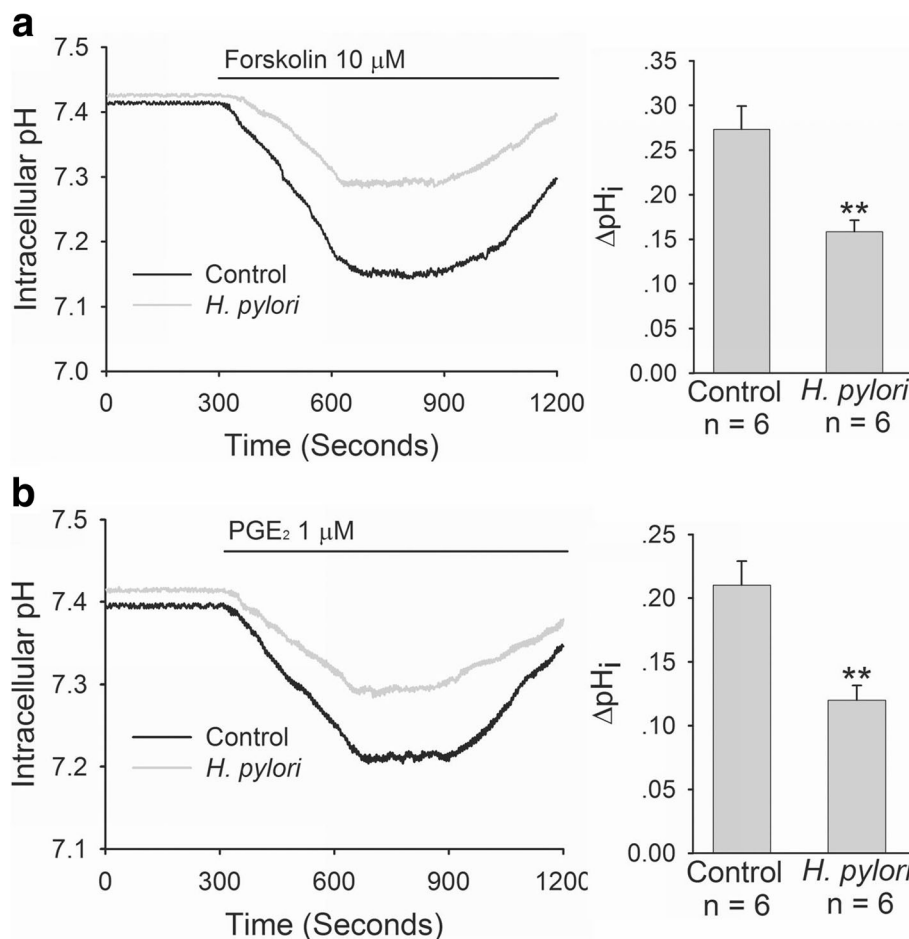 a
Forskolin 10 μM
7.5
7.4
7.3
7.2
7.1
7.0
Intracellular pH
Control
H. pylori
0
300
600
900
1200
Time (Seconds)
.35
.30
.25
.20
.15
.10
.05
0.00
ΔpHi
**
Control
n = 6
H. pylori
n = 6
b
PGE₂ 1 μM
7.5
7.4
7.3
7.2
7.1
Intracellular pH
Control
H. pylori
0
300
600
900
1200
Time (Seconds)
.25
.20
.15
.10
.05
0.00
ΔpHi
**
Control
n = 6
H. pylori
n = 6